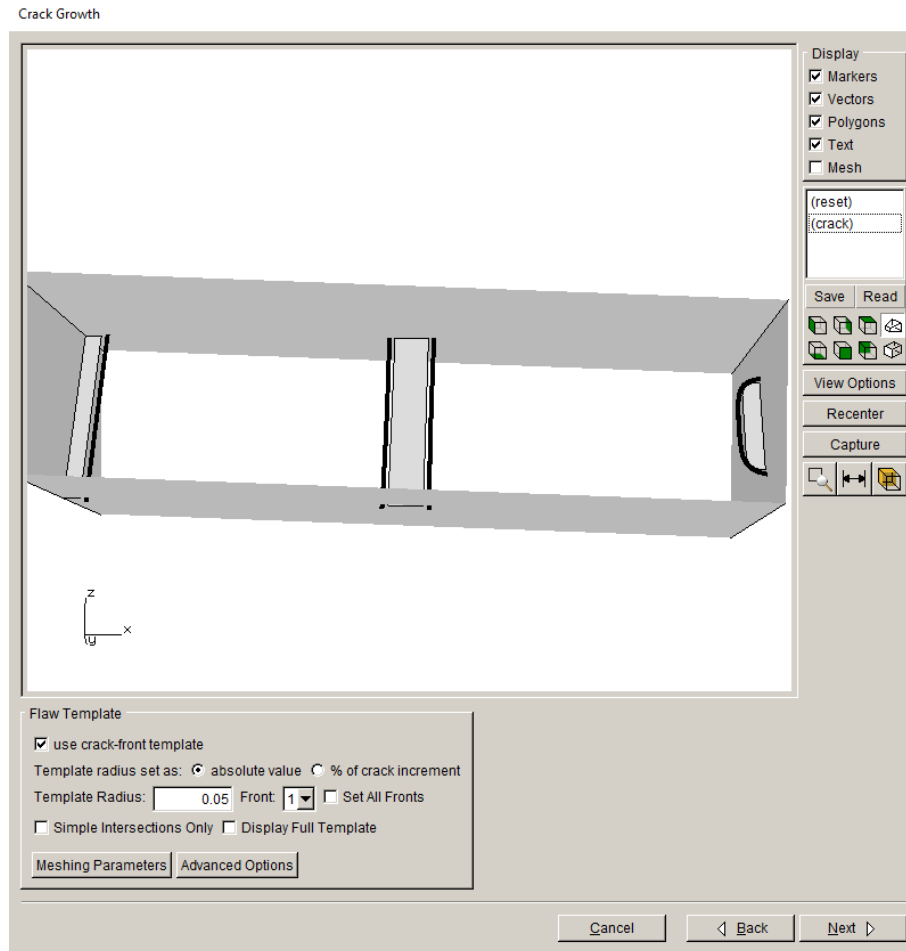 Crack Growth
Display
Markers
Vectors
Polygons
Text
Mesh
(reset)
(crack)
Save Read
View Options
Recenter
Capture
z
x
y
Flaw Template
use crack-front template
Template radius set as: absolute value % of crack increment
Template Radius: 0.05 Front: 1 Set All Fronts
Simple Intersections Only Display Full Template
Meshing Parameters Advanced Options
Cancel Back Next